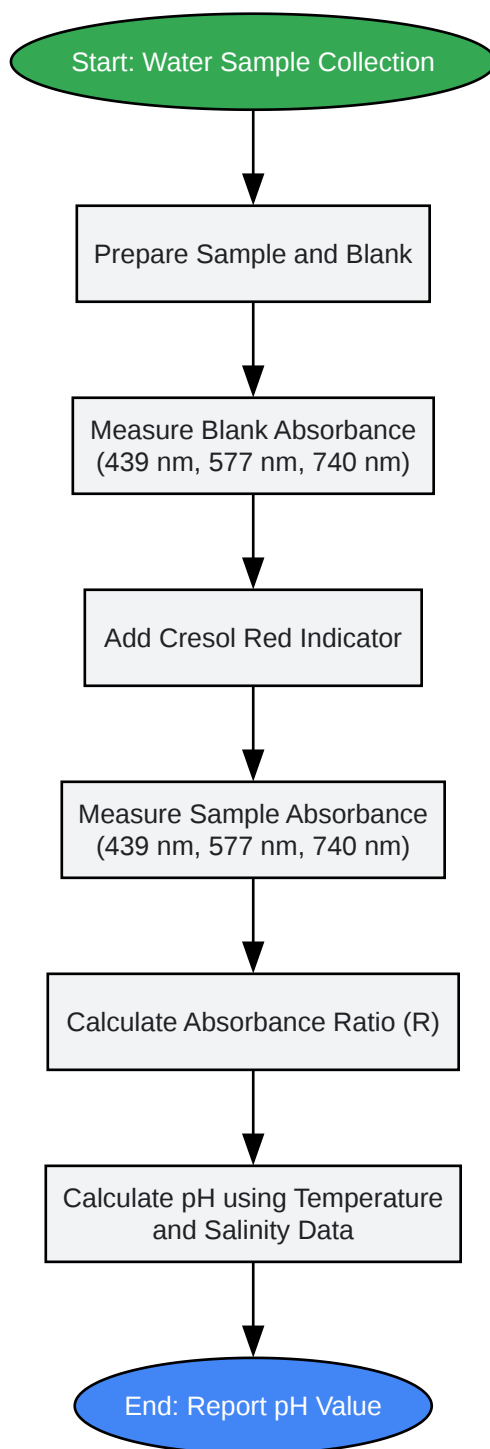 Start: Water Sample Collection
Prepare Sample and Blank
Measure Blank Absorbance
(439 nm, 577 nm, 740 nm)
Add Cresol Red Indicator
Measure Sample Absorbance
(439 nm, 577 nm, 740 nm)
Calculate Absorbance Ratio (R)
Calculate pH using Temperature
and Salinity Data
End: Report pH Value